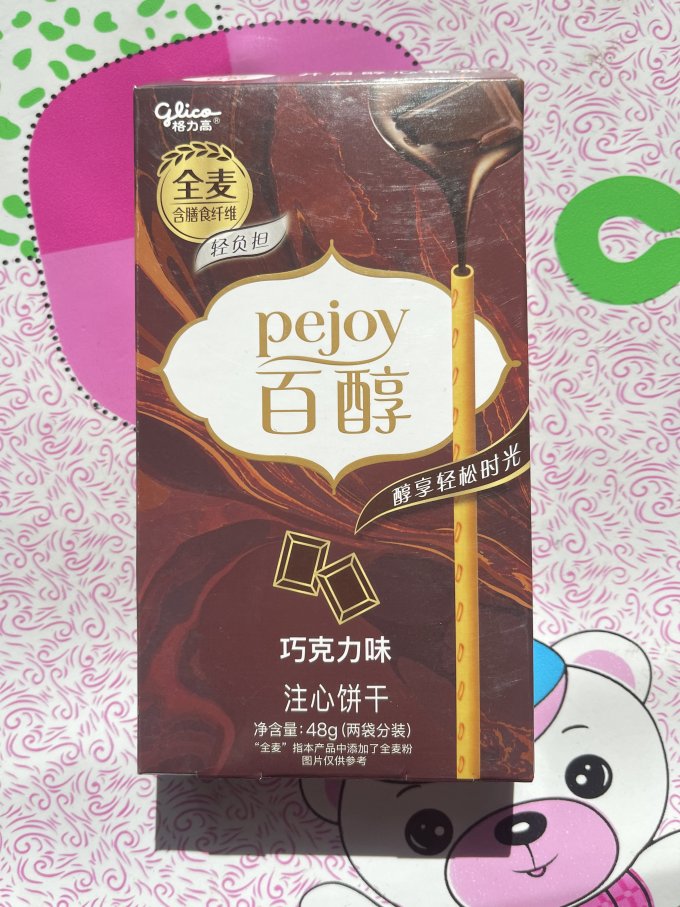 Glico
格力高®
全麦
含膳食纤维
轻负担
pejoy
百醇
醇享轻松时光
巧克力味
注心饼干
净含量:48g(两袋分装)
“全麦”指本产品中添加了全麦粉
图片仅供参考